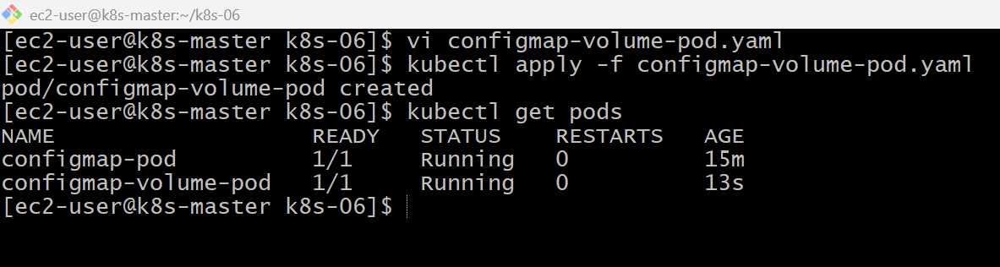 ec2-user@k8s-master:~/k8s-06
[ec2-user@k8s-master k8s-06]$ vi configmap-volume-pod.yaml
[ec2-user@k8s-master k8s-06]$ kubectl apply -f configmap-volume-pod.yaml
pod/configmap-volume-pod created
[ec2-user@k8s-master k8s-06]$ kubectl get pods
NAME                   READY   STATUS    RESTARTS   AGE
configmap-pod          1/1     Running   0          15m
configmap-volume-pod   1/1     Running   0          13s
[ec2-user@k8s-master k8s-06]$